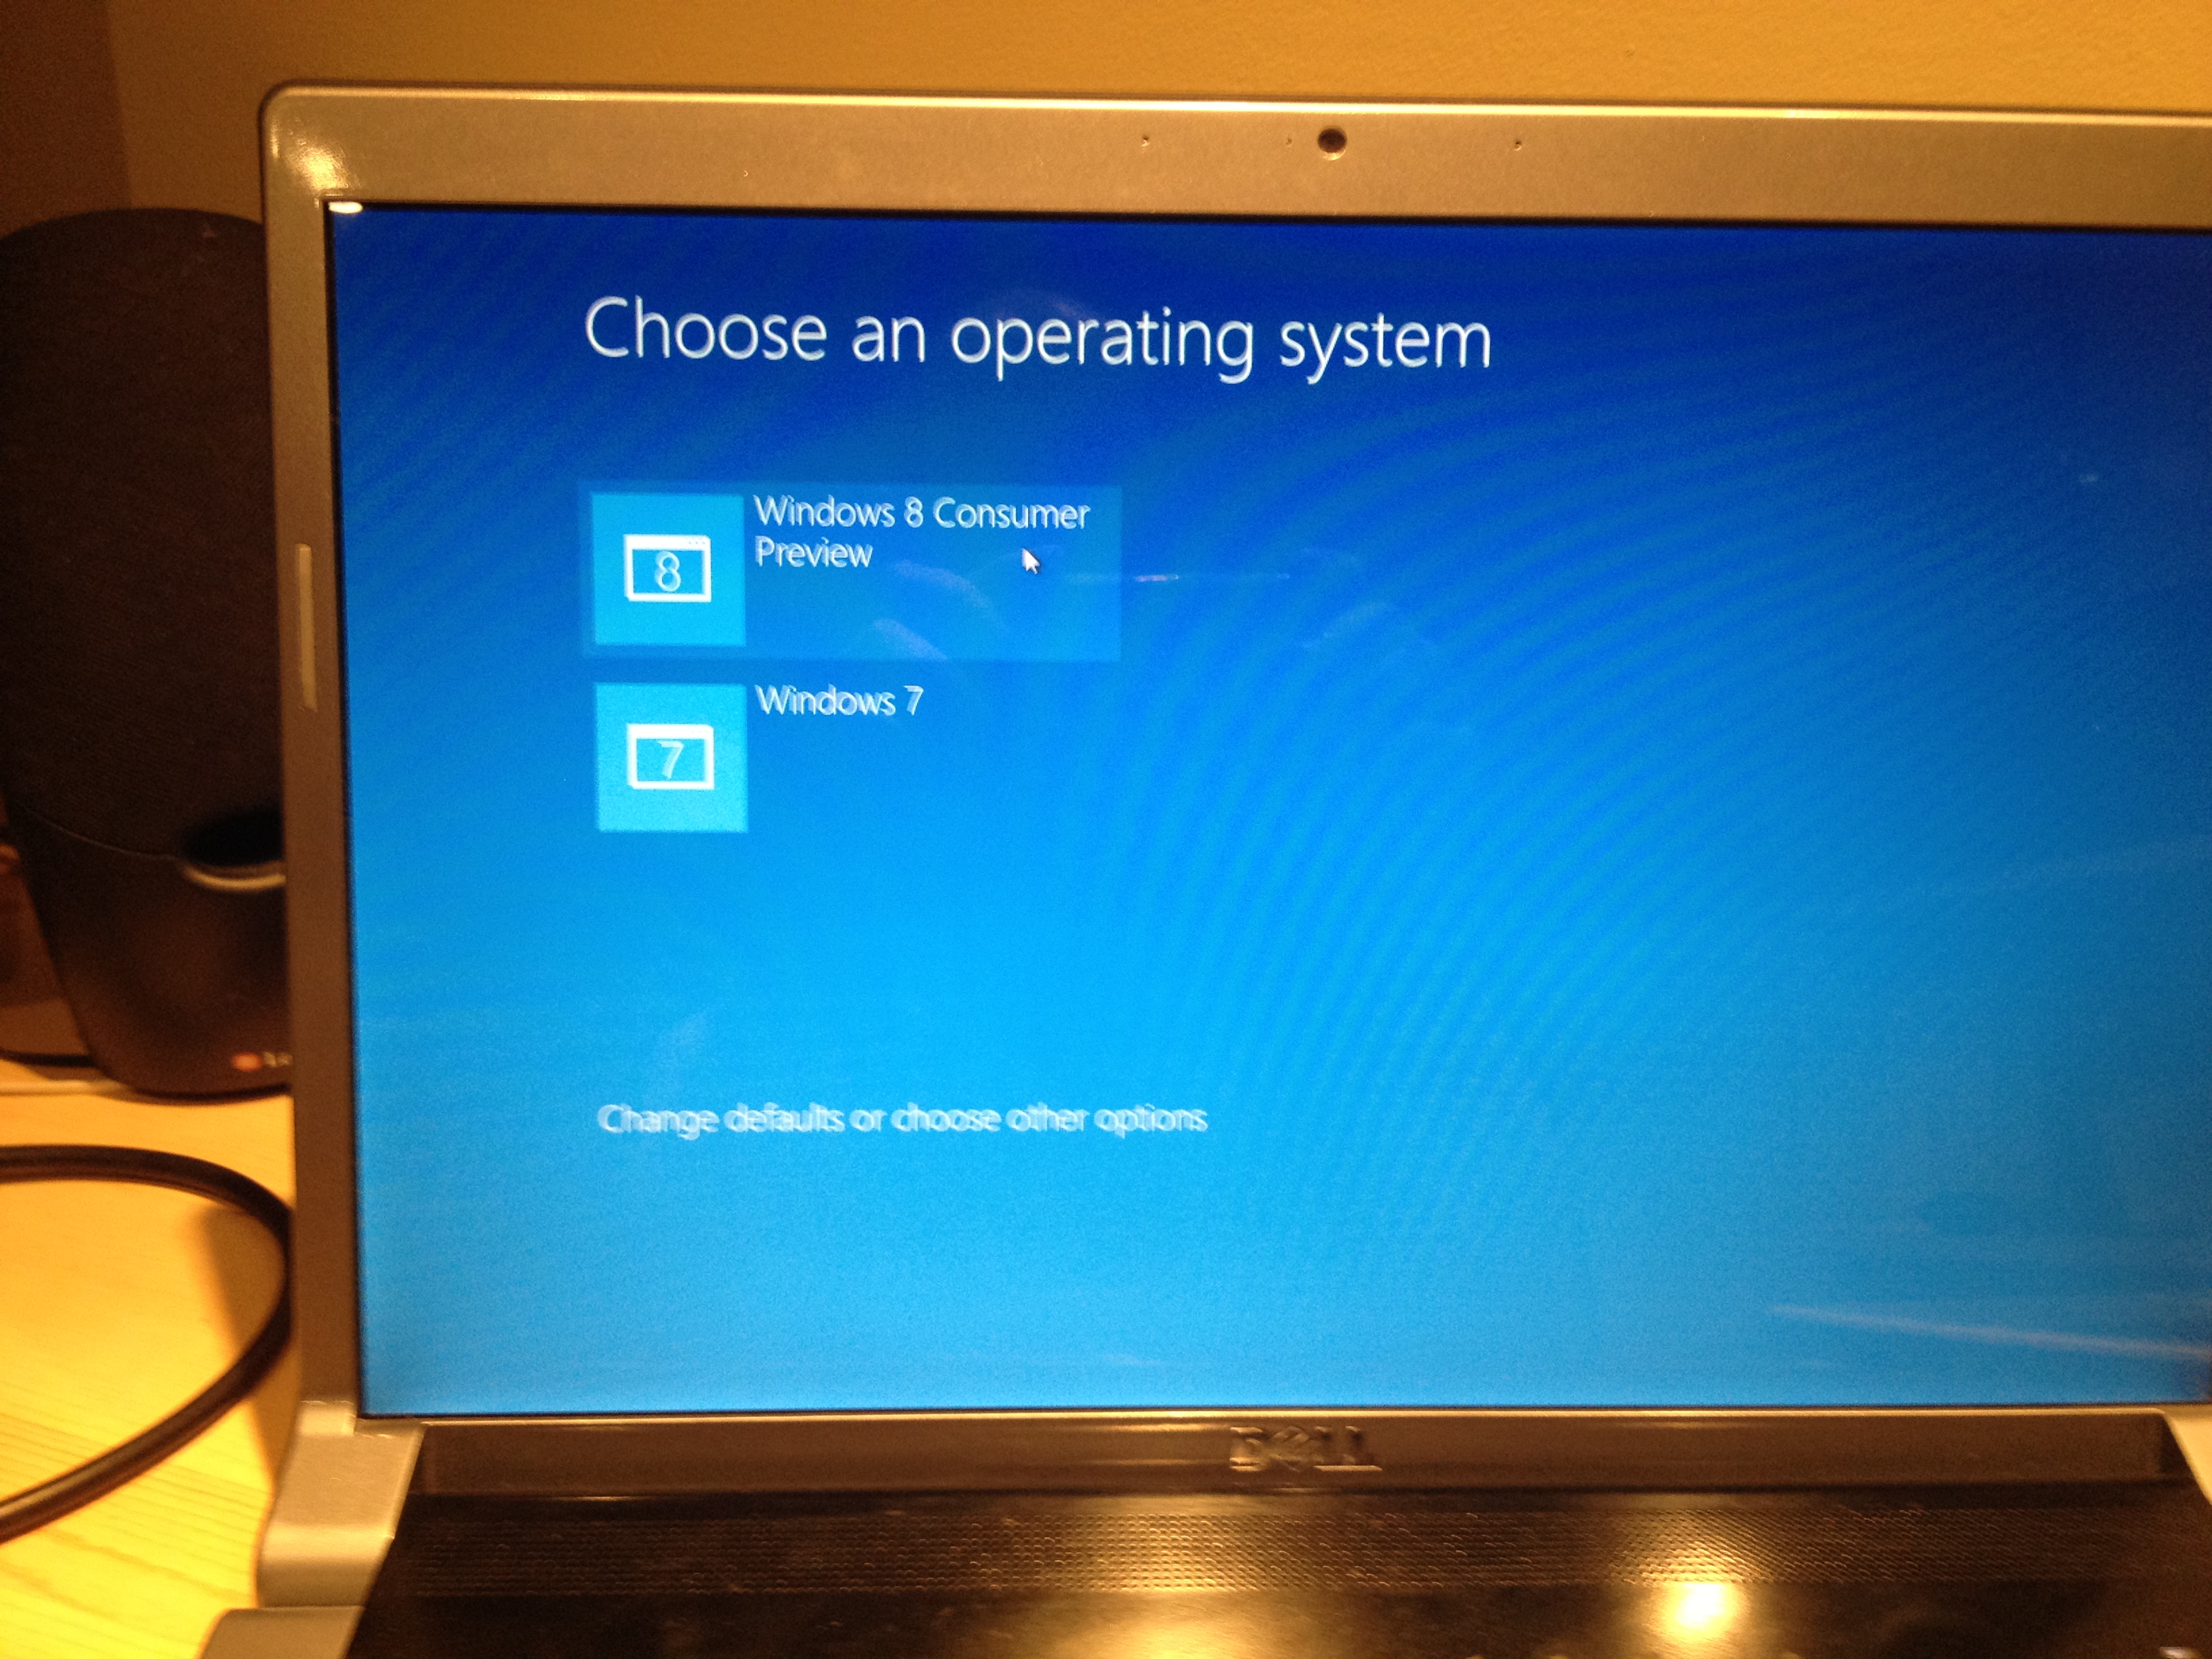 Choose an operating system
8
Windows 8 Consumer
Preview
7
Windows 7
Change defaults or choose other options
DELL